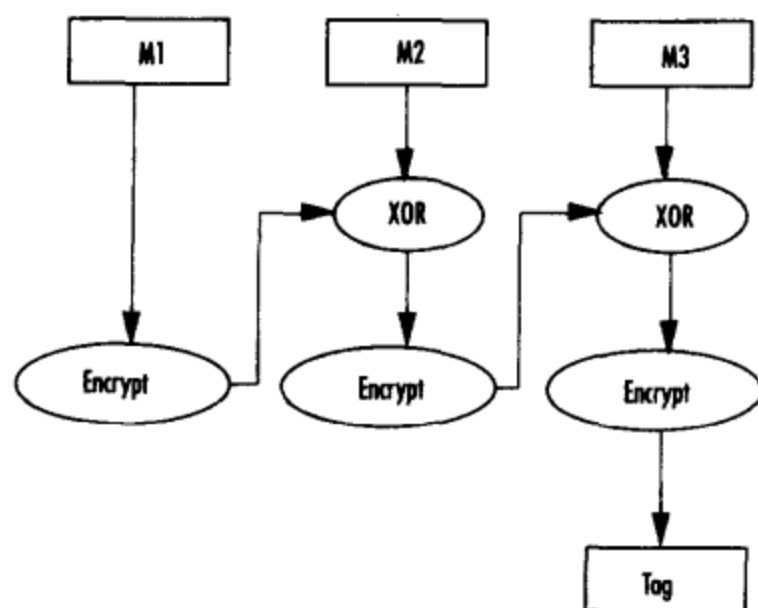 M1
M2
M3
XOR
XOR
Encrypt
Encrypt
Encrypt
Tag